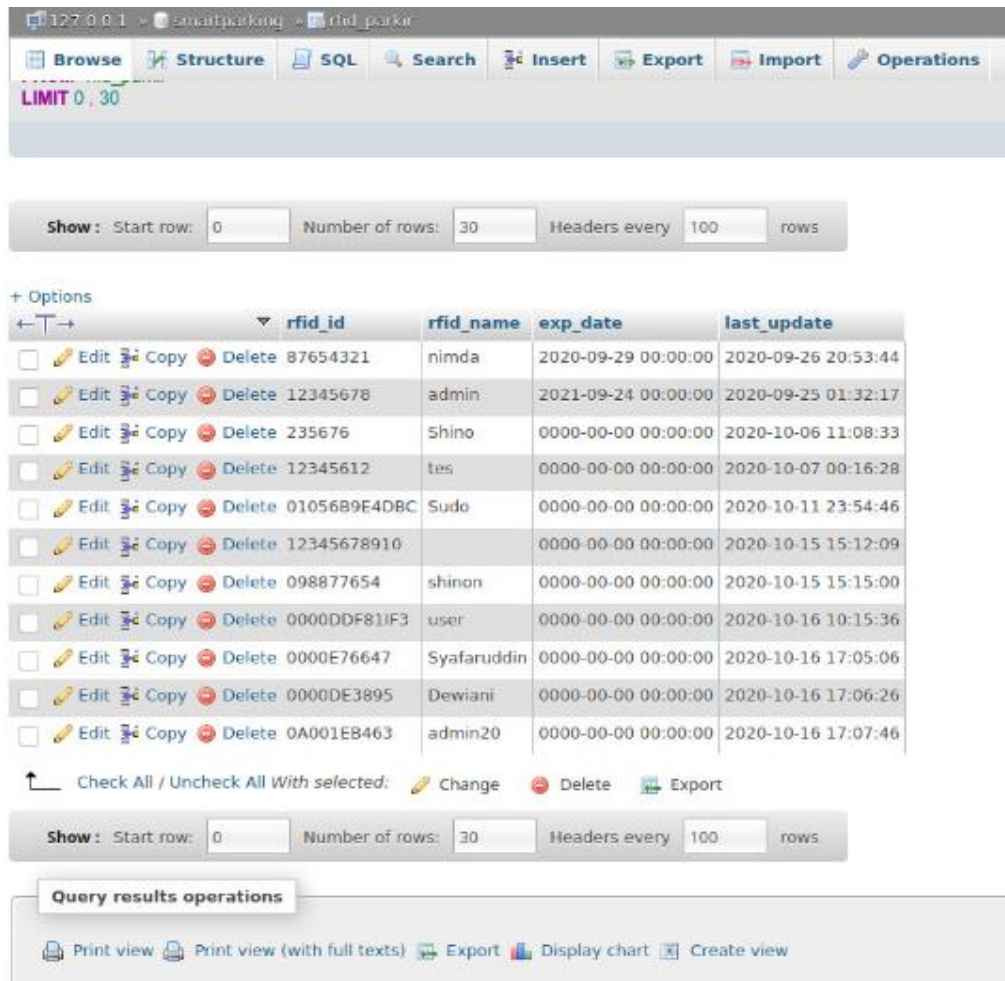 127.0.0.1 » smartparking » rfid_parkir
Browse Structure SQL Search Insert Export Import Operations
LIMIT 0 , 30
Show : Start row: 0 Number of rows: 30 Headers every 100 rows
+ Options
←T→ ▼ rfid_id rfid_name exp_date last_update
Edit Copy Delete 87654321 nimda 2020-09-29 00:00:00 2020-09-26 20:53:44
Edit Copy Delete 12345678 admin 2021-09-24 00:00:00 2020-09-25 01:32:17
Edit Copy Delete 235676 Shino 0000-00-00 00:00:00 2020-10-06 11:08:33
Edit Copy Delete 12345612 tes 0000-00-00 00:00:00 2020-10-07 00:16:28
Edit Copy Delete 01056B9E4DBC Sudo 0000-00-00 00:00:00 2020-10-11 23:54:46
Edit Copy Delete 12345678910 0000-00-00 00:00:00 2020-10-15 15:12:09
Edit Copy Delete 098877654 shinon 0000-00-00 00:00:00 2020-10-15 15:15:00
Edit Copy Delete 0000DDF81IF3 user 0000-00-00 00:00:00 2020-10-16 10:15:36
Edit Copy Delete 0000E76647 Syafaruddin 0000-00-00 00:00:00 2020-10-16 17:05:06
Edit Copy Delete 0000DE3895 Dewiani 0000-00-00 00:00:00 2020-10-16 17:06:26
Edit Copy Delete 0A001EB463 admin20 0000-00-00 00:00:00 2020-10-16 17:07:46
Check All / Uncheck All With selected: Change Delete Export
Show : Start row: 0 Number of rows: 30 Headers every 100 rows
Query results operations
Print view Print view (with full texts) Export Display chart Create view